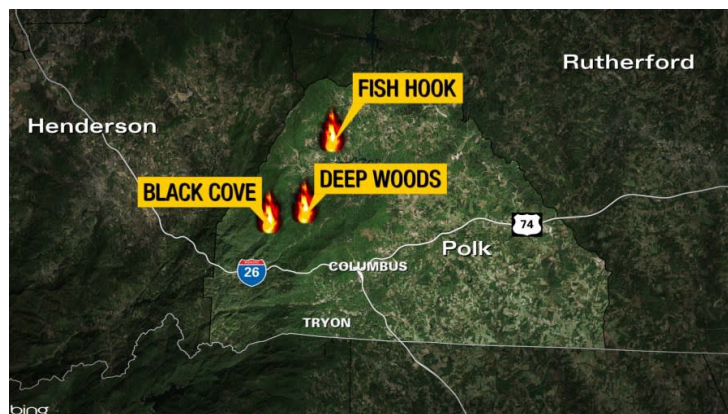 Rutherford
FISH HOOK
Henderson
DEEP WOODS
BLACK COVE
74
Polk
COLUMBUS
26
TRYON
bing